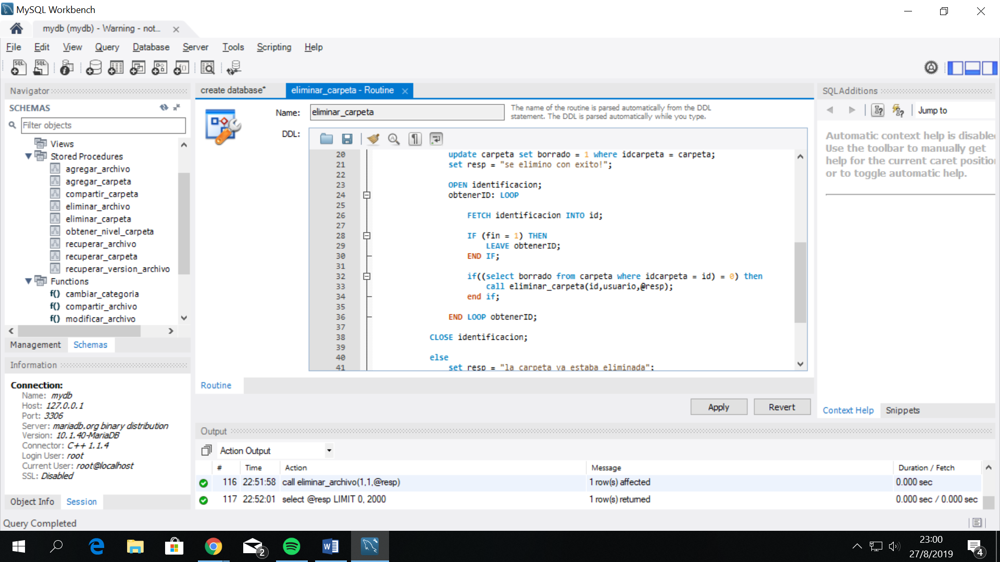 MySQL Workbench
mydb (mydb) - Warning - not...
File Edit View Query Database Server Tools Scripting Help
Navigator
SCHEMAS
Filter objects
Views
Stored Procedures
agregar_archivo
agregar_carpeta
compartir_carpeta
eliminar_archivo
eliminar_carpeta
obtener_nivel_carpeta
recuperar_archivo
recuperar_carpeta
recuperar_version_archivo
Functions
f() cambiar_categoria
f() compartir_archivo
f() modificar_archivo
Management Schemas
Information
Connection:
Name: mydb
Host: 127.0.0.1
Port: 3306
Server: mariadb.org binary distribution
Version: 10.1.40-MariaDB
Connector: C++ 1.1.4
Login User: root
Current User: root@localhost
SSL: Disabled
Object Info Session
Query Completed
create database* eliminar_carpeta - Routine
Name: eliminar_carpeta
The name of the routine is parsed automatically from the DDL
statement. The DDL is parsed automatically while you type.
DDL:
20 update carpeta set borrado = 1 where idcarpeta = carpeta;
21 set resp = "se elimino con exito!";
22
23 OPEN identificacion;
24 obtenerID: LOOP
25
26 FETCH identificacion INTO id;
27
28 IF (fin = 1) THEN
29 LEAVE obtenerID;
30 END IF;
31
32 if((select borrado from carpeta where idcarpeta = id) = 0) then
33 call eliminar_carpeta(id,usuario,@resp);
34 end if;
35
36 END LOOP obtenerID;
37
38 CLOSE identificacion;
39
40 else
41 set resp = "la carpeta ya estaba eliminada";
Routine
Apply Revert
SQLAdditions
Jump to
Automatic context help is disable
Use the toolbar to manually get
help for the current caret positio
or to toggle automatic help.
Context Help Snippets
Output
Action Output
# Time Action Message Duration / Fetch
116 22:51:58 call eliminar_archivo(1,1,@resp) 1 row(s) affected 0.000 sec
117 22:52:01 select @resp LIMIT 0, 2000 1 row(s) returned 0.000 sec / 0.000 sec
2
23:00
27/8/2019
4